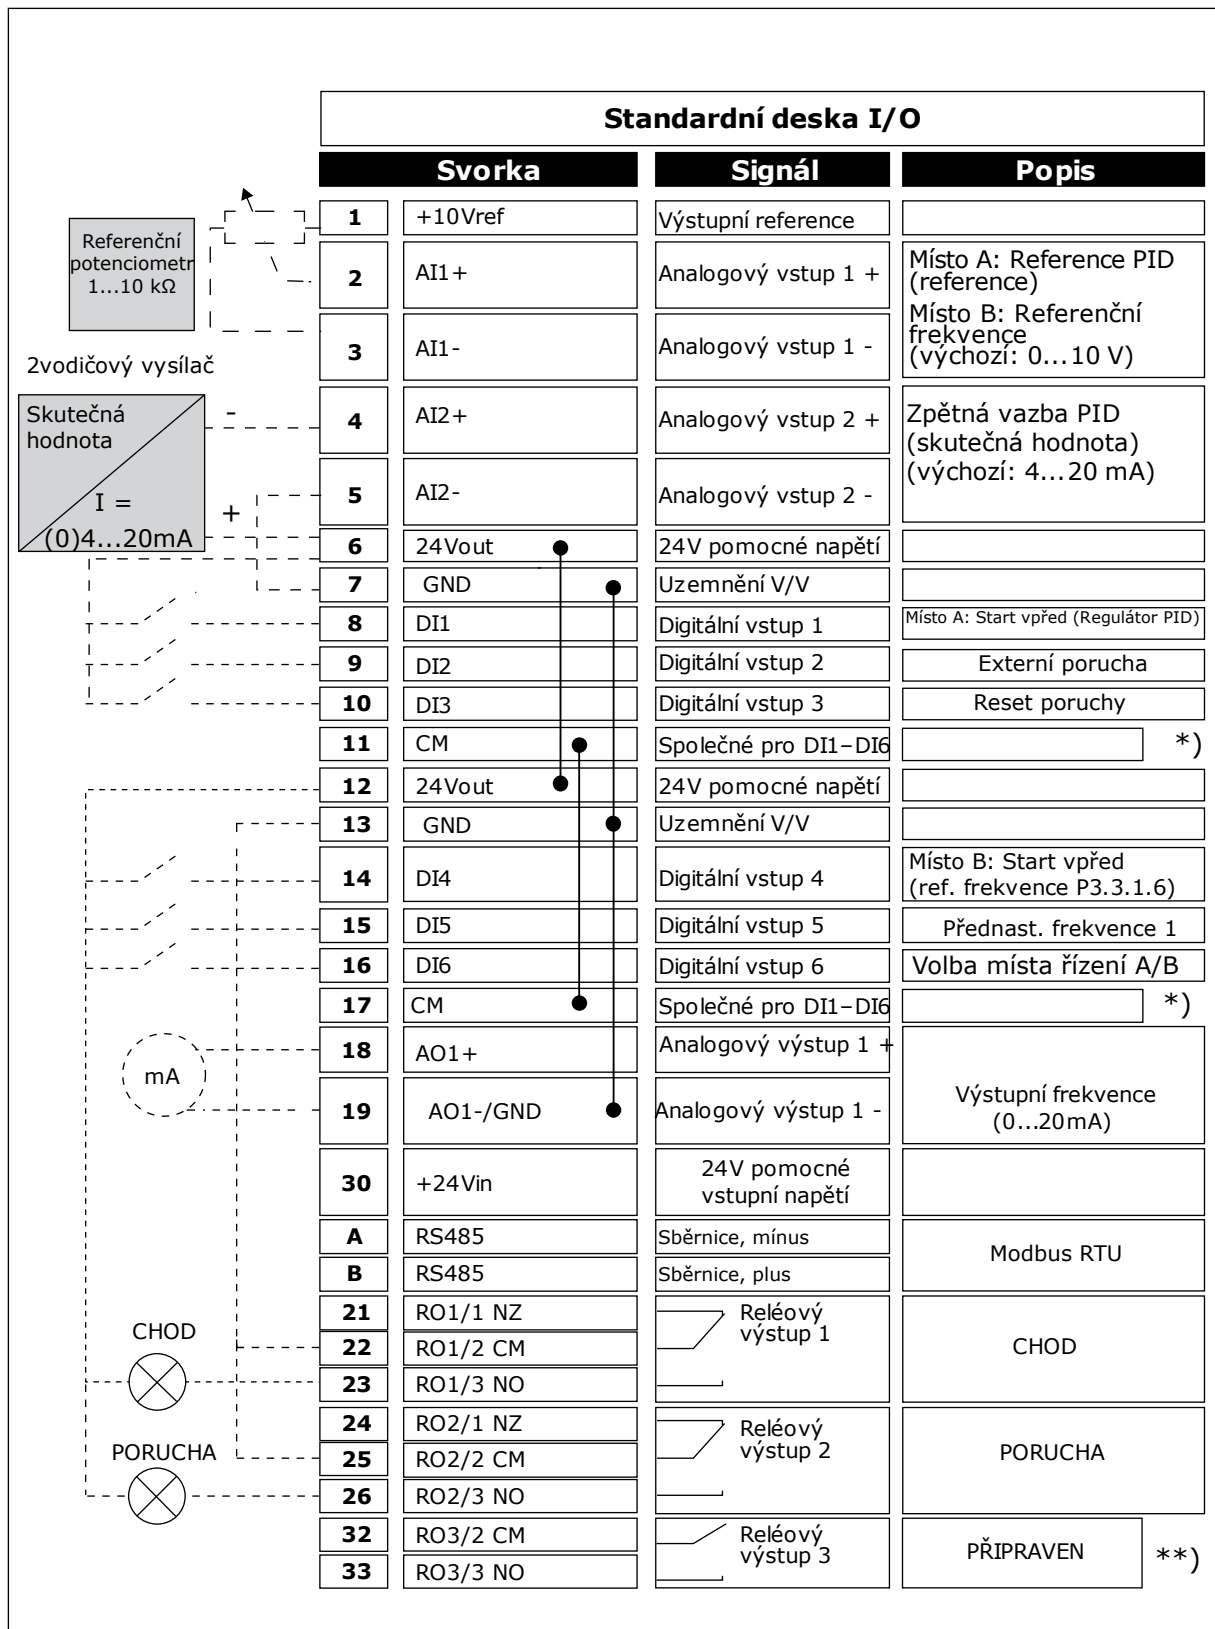 Standardní deska I/O
Svorka Signál Popis
Referenční
potenciometr
1...10 kΩ
1 +10Vref Výstupní reference
2 AI1+ Analogový vstup 1 +
Místo A: Reference PID
(reference)
Místo B: Referenční
frekvence
(výchozí: 0...10 V)
3 AI1- Analogový vstup 1 -
2vodičový vysílač
Skutečná
hodnota
I =
(0)4...20mA
-
+
4 AI2+ Analogový vstup 2 +
Zpětná vazba PID
(skutečná hodnota)
(výchozí: 4...20 mA)
5 AI2- Analogový vstup 2 -
6 24Vout 24V pomocné napětí
7 GND Uzemnění V/V
8 DI1 Digitální vstup 1 Místo A: Start vpřed (Regulátor PID)
9 DI2 Digitální vstup 2 Externí porucha
10 DI3 Digitální vstup 3 Reset poruchy
11 CM Společné pro DI1–DI6 *)
12 24Vout 24V pomocné napětí
13 GND Uzemnění V/V
14 DI4 Digitální vstup 4
Místo B: Start vpřed
(ref. frekvence P3.3.1.6)
15 DI5 Digitální vstup 5 Přednast. frekvence 1
16 DI6 Digitální vstup 6 Volba místa řízení A/B
17 CM Společné pro DI1–DI6 *)
mA
18 AO1+ Analogový výstup 1 +
19 AO1-/GND Analogový výstup 1 -
Výstupní frekvence
(0...20mA)
30 +24Vin
24V pomocné
vstupní napětí
A RS485 Sběrnice, mínus
B RS485 Sběrnice, plus
Modbus RTU
CHOD
21 RO1/1 NZ
22 RO1/2 CM
23 RO1/3 NO
Reléový
výstup 1
CHOD
PORUCHA
24 RO2/1 NZ
25 RO2/2 CM
26 RO2/3 NO
Reléový
výstup 2
PORUCHA
32 RO3/2 CM
33 RO3/3 NO
Reléový
výstup 3
PŘIPRAVEN **)